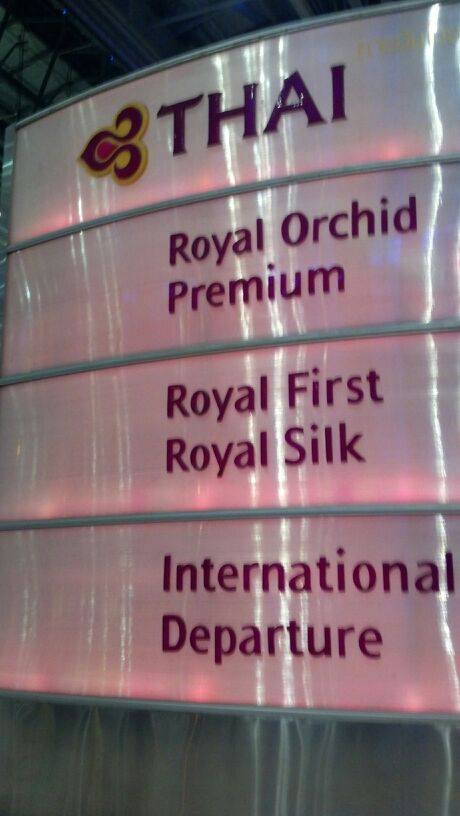 THAI
Royal Orchid
Premium
Royal First
Royal Silk
International
Departure